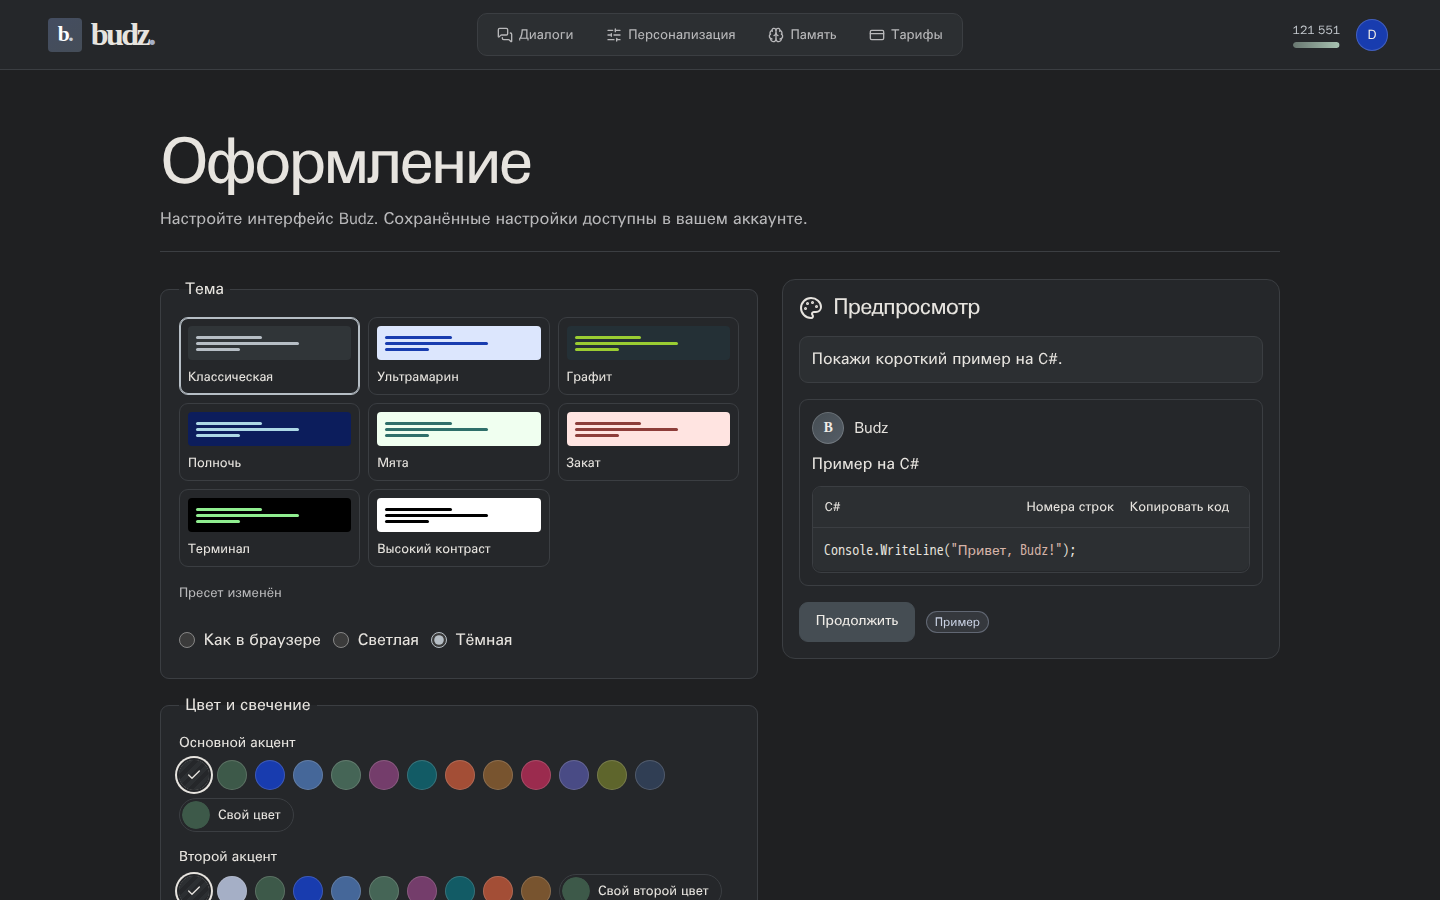 b. budz.
Диалоги Персонализация Память Тарифы
121 551
D
Оформление
Настройте интерфейс Budz. Сохранённые настройки доступны в вашем аккаунте.
Тема
Классическая Ультрамарин Графит
Полночь Мята Закат
Терминал Высокий контраст
Пресет изменён
Как в браузере Светлая Тёмная
Цвет и свечение
Основной акцент
Свой цвет
Второй акцент
Свой второй цвет
Предпросмотр
Покажи короткий пример на C#.
B Budz
Пример на C#
C# Номера строк Копировать код
Console.WriteLine("Привет, Budz!");
Продолжить Пример